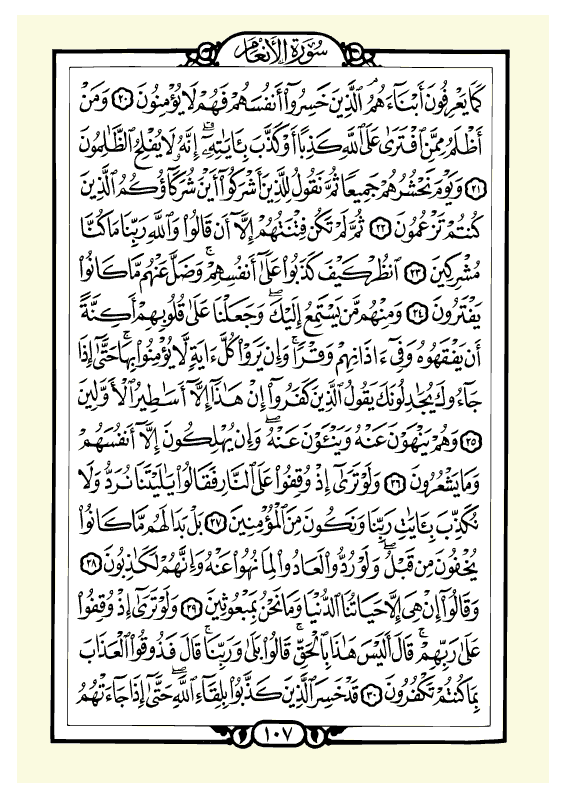 سُورَةُ الأَنعَام
كَمَا يَعْرِفُونَ أَبْنَآءَهُمُ ٱلَّذِينَ خَسِرُوٓا۟ أَنفُسَهُمْ فَهُمْ لَا يُؤْمِنُونَ ٢٠ وَمَنْ
أَظْلَمُ مِمَّنِ ٱفْتَرَىٰ عَلَى ٱللَّهِ كَذِبًا أَوْ كَذَّبَ بِـَٔايَـٰتِهِۦٓ ۗ إِنَّهُۥ لَا يُفْلِحُ ٱلظَّـٰلِمُونَ
٢١ وَيَوْمَ نَحْشُرُهُمْ جَمِيعًا ثُمَّ نَقُولُ لِلَّذِينَ أَشْرَكُوٓا۟ أَيْنَ شُرَكَآؤُكُمُ ٱلَّذِينَ
كُنتُمْ تَزْعُمُونَ ٢٢ ثُمَّ لَمْ تَكُن فِتْنَتُهُمْ إِلَّآ أَن قَالُوا۟ وَٱللَّهِ رَبِّنَا مَا كُنَّا
مُشْرِكِينَ ٢٣ ٱنظُرْ كَيْفَ كَذَبُوا۟ عَلَىٰٓ أَنفُسِهِمْ ۚ وَضَلَّ عَنْهُم مَّا كَانُوا۟
يَفْتَرُونَ ٢٤ وَمِنْهُم مَّن يَسْتَمِعُ إِلَيْكَ ۖ وَجَعَلْنَا عَلَىٰ قُلُوبِهِمْ أَكِنَّةً
أَن يَفْقَهُوهُ وَفِىٓ ءَاذَانِهِمْ وَقْرًا ۚ وَإِن يَرَوْا۟ كُلَّ ءَايَةٍ لَّا يُؤْمِنُوا۟ بِهَا ۚ حَتَّىٰٓ إِذَا
جَآءُوكَ يُجَـٰدِلُونَكَ يَقُولُ ٱلَّذِينَ كَفَرُوٓا۟ إِنْ هَـٰذَآ إِلَّآ أَسَـٰطِيرُ ٱلْأَوَّلِينَ
٢٥ وَهُمْ يَنْهَوْنَ عَنْهُ وَيَنْـَٔوْنَ عَنْهُ ۖ وَإِن يُهْلِكُونَ إِلَّآ أَنفُسَهُمْ
وَمَا يَشْعُرُونَ ٢٦ وَلَوْ تَرَىٰٓ إِذْ وُقِفُوا۟ عَلَى ٱلنَّارِ فَقَالُوا۟ يَـٰلَيْتَنَا نُرَدُّ وَلَا
نُكَذِّبَ بِـَٔايَـٰتِ رَبِّنَا وَنَكُونَ مِنَ ٱلْمُؤْمِنِينَ ٢٧ بَلْ بَدَا لَهُم مَّا كَانُوا۟
يُخْفُونَ مِن قَبْلُ ۖ وَلَوْ رُدُّوا۟ لَعَادُوا۟ لِمَا نُهُوا۟ عَنْهُ وَإِنَّهُمْ لَكَـٰذِبُونَ ٢٨
وَقَالُوٓا۟ إِنْ هِىَ إِلَّا حَيَاتُنَا ٱلدُّنْيَا وَمَا نَحْنُ بِمَبْعُوثِينَ ٢٩ وَلَوْ تَرَىٰٓ إِذْ وُقِفُوا۟
عَلَىٰ رَبِّهِمْ ۚ قَالَ أَلَيْسَ هَـٰذَا بِٱلْحَقِّ ۚ قَالُوا۟ بَلَىٰ وَرَبِّنَا ۚ قَالَ فَذُوقُوا۟ ٱلْعَذَابَ
بِمَا كُنتُمْ تَكْفُرُونَ ٣٠ قَدْ خَسِرَ ٱلَّذِينَ كَذَّبُوا۟ بِلِقَآءِ ٱللَّهِ ۖ حَتَّىٰٓ إِذَا جَآءَتْهُمُ
١٠٧